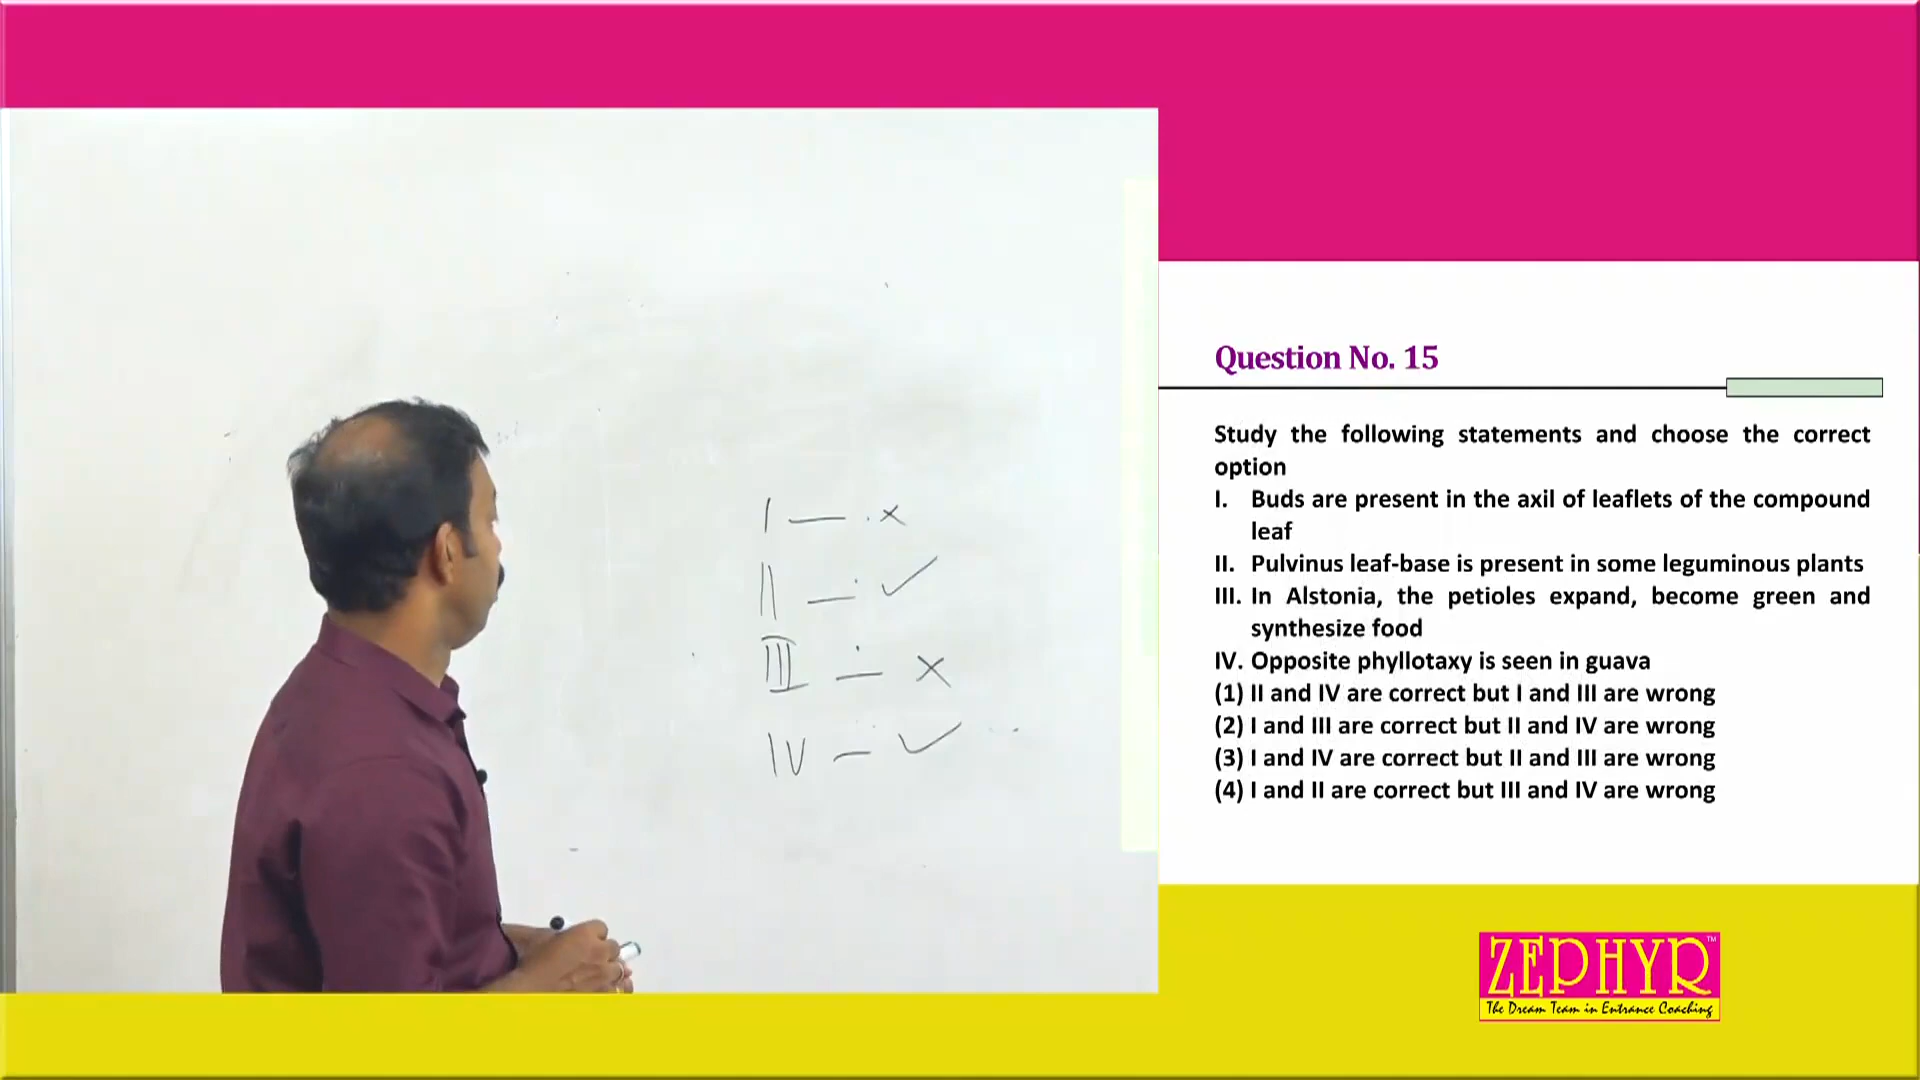 I — x
II — ✓
III — x
IV — ✓
Question No. 15
Study the following statements and choose the correct
option
I. Buds are present in the axil of leaflets of the compound
leaf
II. Pulvinus leaf-base is present in some leguminous plants
III. In Alstonia, the petioles expand, become green and
synthesize food
IV. Opposite phyllotaxy is seen in guava
(1) II and IV are correct but I and III are wrong
(2) I and III are correct but II and IV are wrong
(3) I and IV are correct but II and III are wrong
(4) I and II are correct but III and IV are wrong
ZEPHYR™
The Dream Team in Entrance Coaching